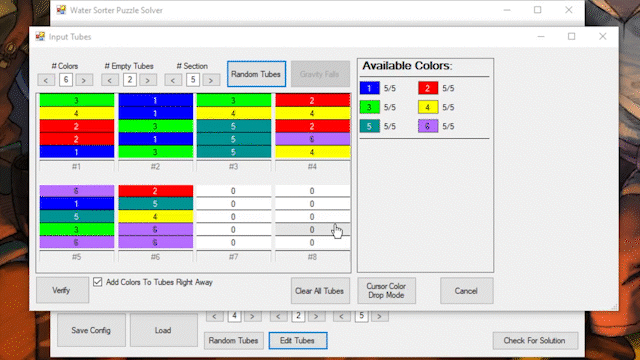 Water Sorter Puzzle Solver
Input Tubes
# Colors # Empty Tubes # Section
< 6 > < 2 > < 5 > Random Tubes Gravity Falls
Available Colors:
1 5/5 2 5/5
3 5/5 4 5/5
5 5/5 6 5/5
3 1 3 2
4 1 4 4
2 3 5 2
2 1 5 6
1 3 5 4
#1 #2 #3 #4
6 2 0 0
1 5 0 0
5 4 0 0
3 6 0 0
6 6 0 0
#5 #6 #7 #8
Verify Add Colors To Tubes Right Away Clear All Tubes Cursor Color Drop Mode Cancel
< 4 > < 2 > < 5 >
Save Config Load Random Tubes Edit Tubes Check For Solution